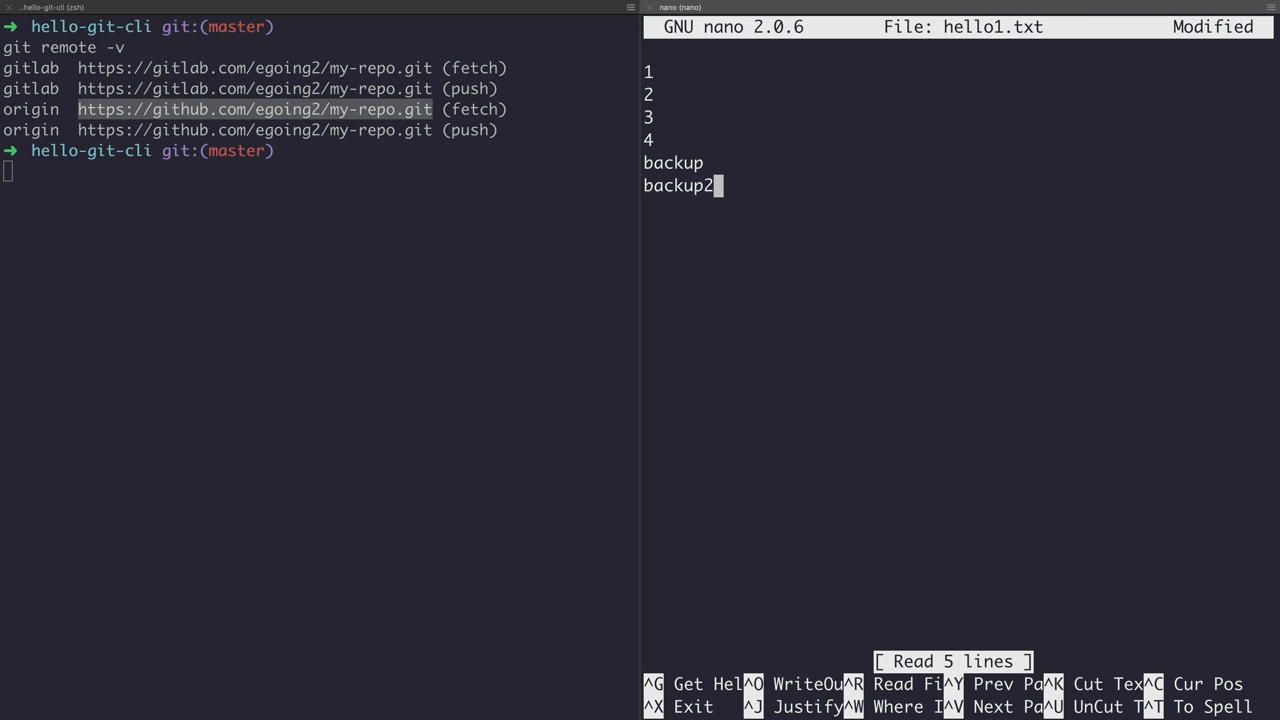 ..hello-git-cli (zsh)
➜ hello-git-cli git:(master)
git remote -v
gitlab https://gitlab.com/egoing2/my-repo.git (fetch)
gitlab https://gitlab.com/egoing2/my-repo.git (push)
origin https://github.com/egoing2/my-repo.git (fetch)
origin https://github.com/egoing2/my-repo.git (push)
➜ hello-git-cli git:(master)
nano (nano)
GNU nano 2.0.6 File: hello1.txt Modified
1
2
3
4
backup
backup2
[ Read 5 lines ]
^G Get Hel^O WriteOu^R Read Fi^Y Prev Pa^K Cut Tex^C Cur Pos
^X Exit ^J Justify^W Where I^V Next Pa^U UnCut T^T To Spell